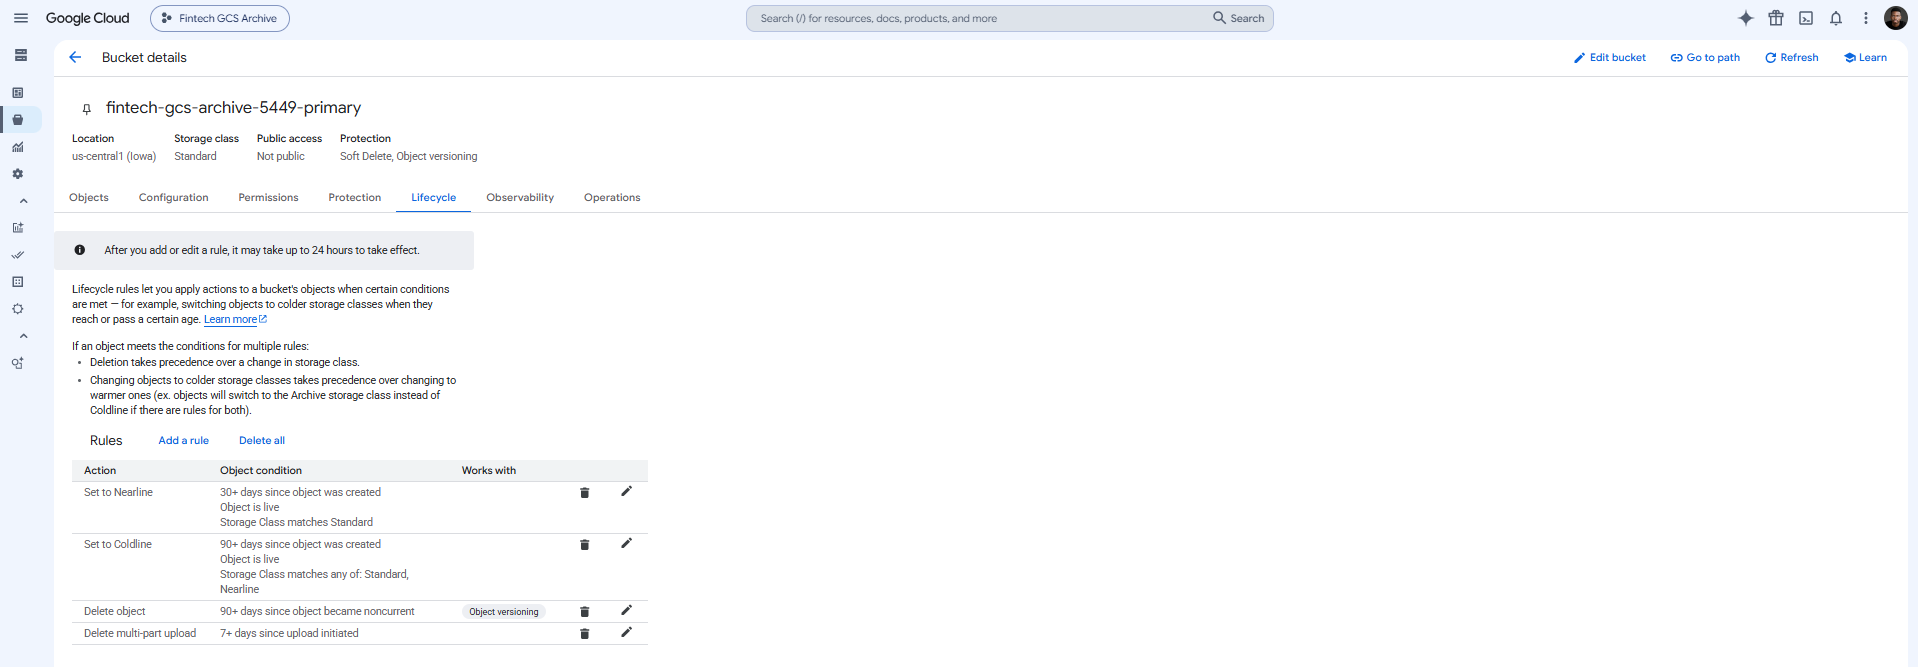 Google Cloud
Fintech GCS Archive
Search (/) for resources, docs, products, and more
Search
Bucket details
Edit bucket
Go to path
Refresh
Learn
fintech-gcs-archive-5449-primary
Location
Storage class
Public access
Protection
us-central1 (Iowa)
Standard
Not public
Soft Delete, Object versioning
Objects
Configuration
Permissions
Protection
Lifecycle
Observability
Operations
After you add or edit a rule, it may take up to 24 hours to take effect.
Lifecycle rules let you apply actions to a bucket's objects when certain conditions
are met — for example, switching objects to colder storage classes when they
reach or pass a certain age. Learn more
If an object meets the conditions for multiple rules:
• Deletion takes precedence over a change in storage class.
• Changing objects to colder storage classes takes precedence over changing to
warmer ones (ex. objects will switch to the Archive storage class instead of
Coldline if there are rules for both).
Rules
Add a rule
Delete all
Action
Object condition
Works with
Set to Nearline
30+ days since object was created
Object is live
Storage Class matches Standard
Set to Coldline
90+ days since object was created
Object is live
Storage Class matches any of: Standard,
Nearline
Delete object
90+ days since object became noncurrent
Object versioning
Delete multi-part upload
7+ days since upload initiated